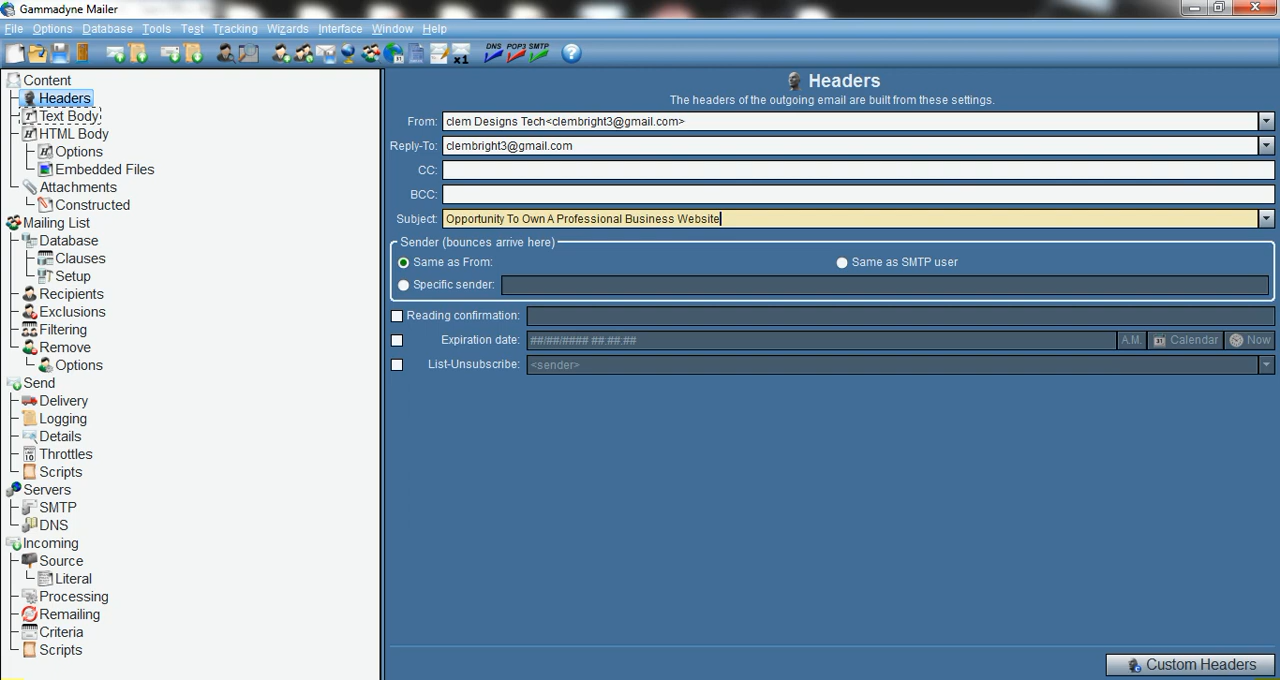 Gammadyne Mailer
File Options Database Tools Test Tracking Wizards Interface Window Help
x1 DNS POP3 SMTP ?
Content
Headers
Text Body
HTML Body
Options
Embedded Files
Attachments
Constructed
Mailing List
Database
Clauses
Setup
Recipients
Exclusions
Filtering
Remove
Options
Send
Delivery
Logging
Details
Throttles
Scripts
Servers
SMTP
DNS
Incoming
Source
Literal
Processing
Remailing
Criteria
Scripts
Headers
The headers of the outgoing email are built from these settings.
From: clem Designs Tech<clembright3@gmail.com>
Reply-To: clembright3@gmail.com
CC:
BCC:
Subject: Opportunity To Own A Professional Business Website
Sender (bounces arrive here)
Same as From: Same as SMTP user
Specific sender:
Reading confirmation:
Expiration date: ##/##/#### ##:##:## A.M. Calendar Now
List-Unsubscribe: <sender>
Custom Headers